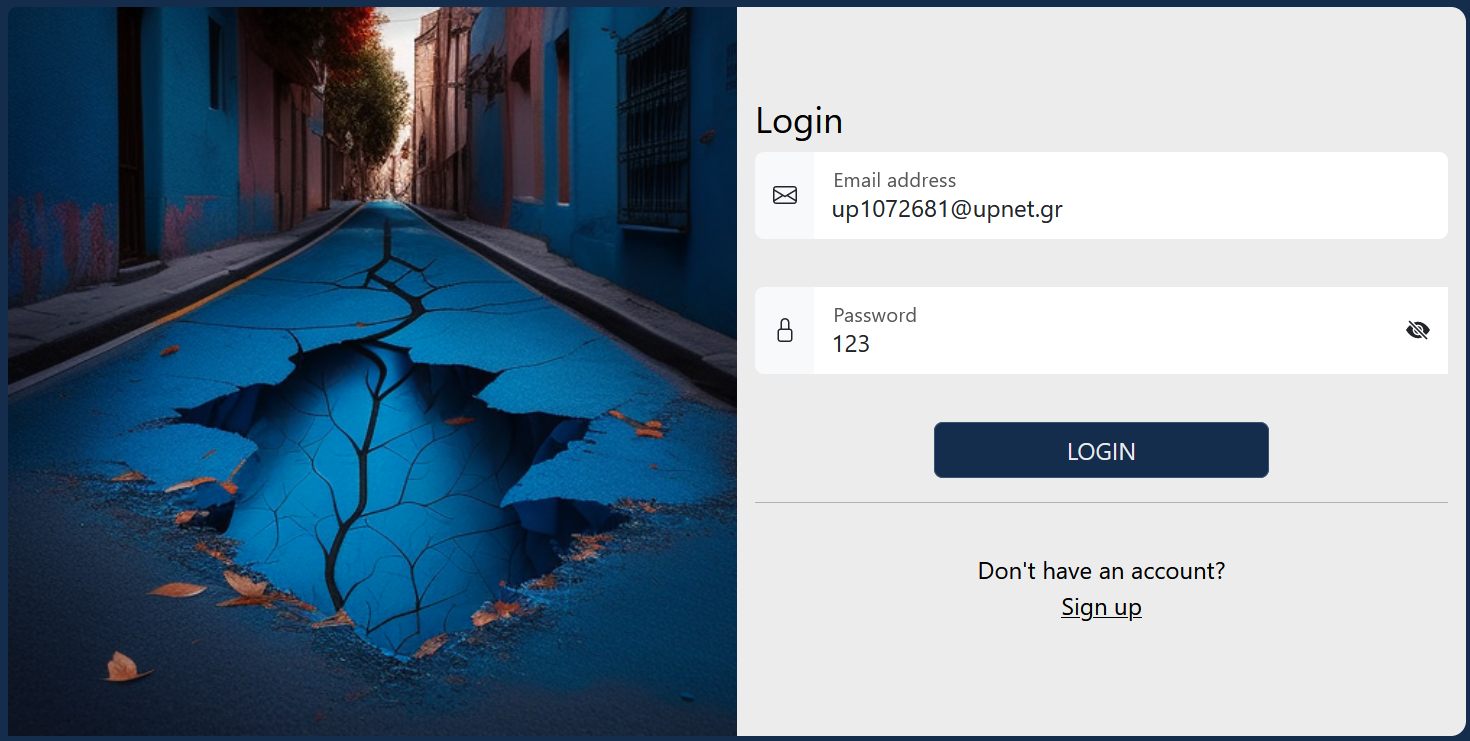 Login
Email address
up1072681@upnet.gr
Password
123
LOGIN
Don't have an account?
Sign up